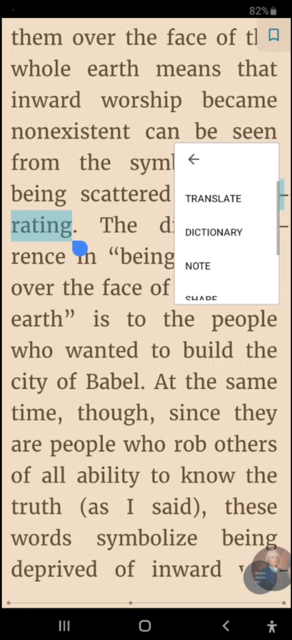 82%
them over the face of
whole earth means that
inward worship became
nonexistent can be seen
from the
being scattered
rating. The
rence in “being
over the face of
earth” is to the people
who wanted to build the
city of Babel. At the same
time, though, since they
are people who rob others
of all ability to know the
truth (as I said), these
words symbolize being
deprived of inward
TRANSLATE
DICTIONARY
NOTE
SHARE